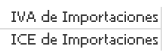 IVA de Importaciones
ICE de Importaciones